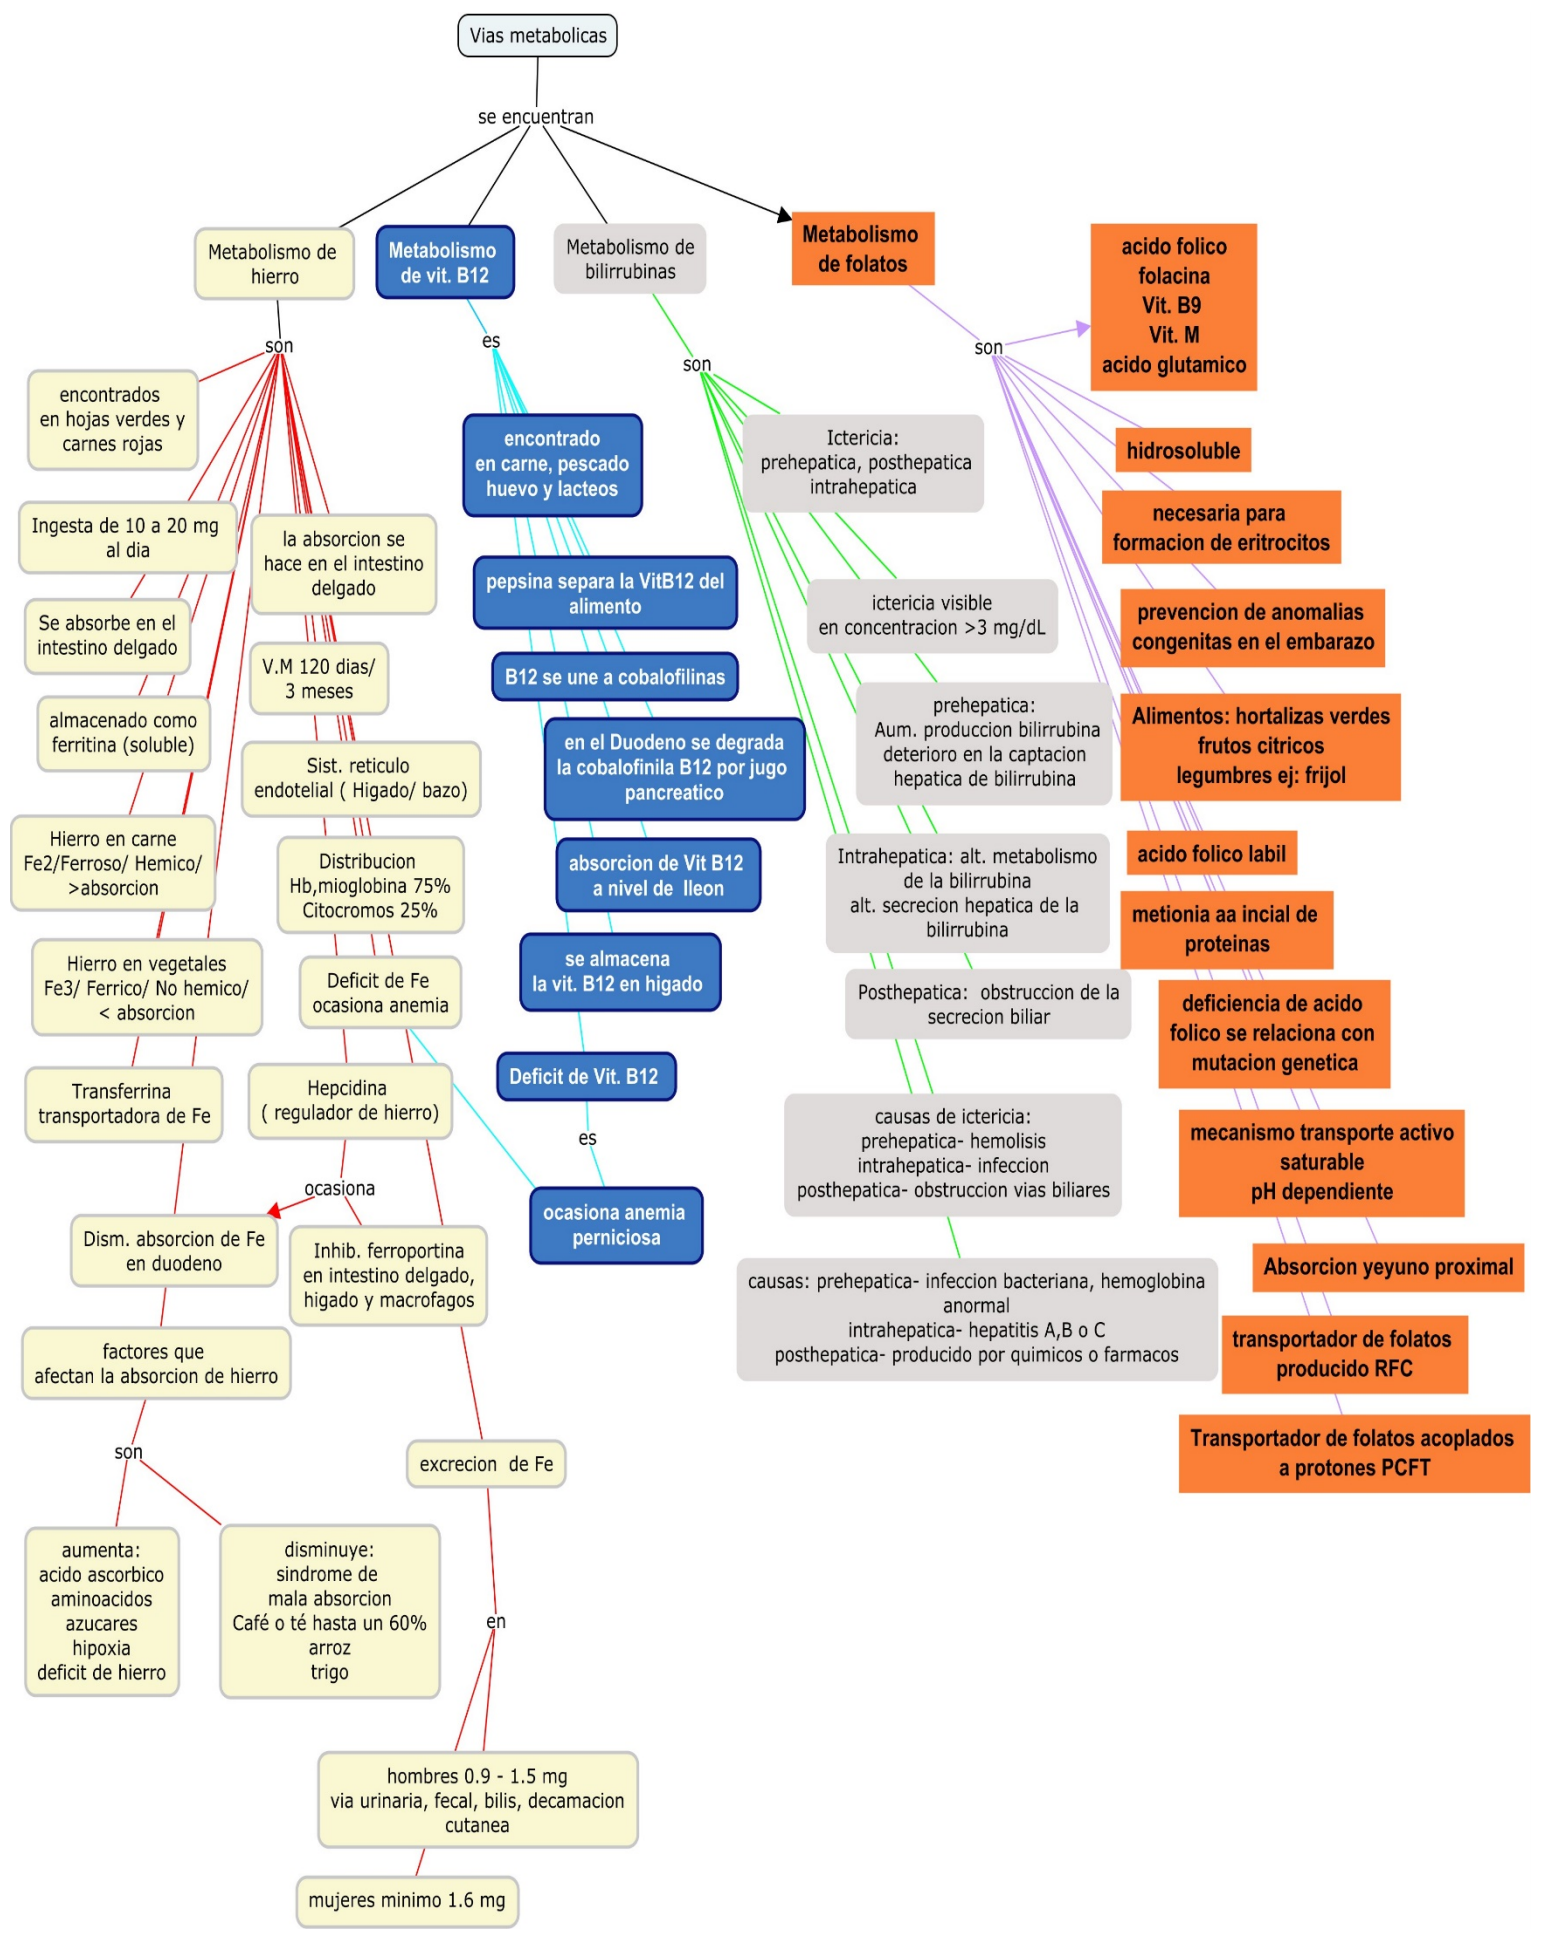 Vias metabolicas
se encuentran
Metabolismo de
hierro
son
encontrados
en hojas verdes y
carnes rojas
Ingesta de 10 a 20 mg
al dia
Se absorbe en el
intestino delgado
almacenado como
ferritina (soluble)
Hierro en carne
Fe2/Ferroso/ Hemico/
>absorcion
Hierro en vegetales
Fe3/ Ferrico/ No hemico/
< absorcion
Transferrina
transportadora de Fe
la absorcion se
hace en el intestino
delgado
V.M 120 dias/
3 meses
Sist. reticulo
endotelial ( Higado/ bazo)
Distribucion
Hb,mioglobina 75%
Citocromos 25%
Deficit de Fe
ocasiona anemia
Hepcidina
( regulador de hierro)
ocasiona
Dism. absorcion de Fe
en duodeno
Inhib. ferroportina
en intestino delgado,
higado y macrofagos
factores que
afectan la absorcion de hierro
son
aumenta:
acido ascorbico
aminoacidos
azucares
hipoxia
deficit de hierro
disminuye:
sindrome de
mala absorcion
Café o té hasta un 60%
arroz
trigo
excrecion  de Fe
en
hombres 0.9 - 1.5 mg
via urinaria, fecal, bilis, decamacion
cutanea
mujeres minimo 1.6 mg
Metabolismo
de vit. B12
es
encontrado
en carne, pescado
huevo y lacteos
pepsina separa la VitB12 del
alimento
B12 se une a cobalofilinas
en el Duodeno se degrada
la cobalofinila B12 por jugo
pancreatico
absorcion de Vit B12
a nivel de  Ileon
se almacena
la vit. B12 en higado
Deficit de Vit. B12
es
ocasiona anemia
perniciosa
Metabolismo de
bilirrubinas
son
Ictericia:
prehepatica, posthepatica
intrahepatica
ictericia visible
en concentracion >3 mg/dL
prehepatica:
Aum. produccion bilirrubina
deterioro en la captacion
hepatica de bilirrubina
Intrahepatica: alt. metabolismo
de la bilirrubina
alt. secrecion hepatica de la
bilirrubina
Posthepatica:  obstruccion de la
secrecion biliar
causas de ictericia:
prehepatica- hemolisis
intrahepatica- infeccion
posthepatica- obstruccion vias biliares
causas: prehepatica- infeccion bacteriana, hemoglobina
anormal
intrahepatica- hepatitis A,B o C
posthepatica- producido por quimicos o farmacos
Metabolismo
de folatos
son
acido folico
folacina
Vit. B9
Vit. M
acido glutamico
hidrosoluble
necesaria para
formacion de eritrocitos
prevencion de anomalias
congenitas en el embarazo
Alimentos: hortalizas verdes
frutos citricos
legumbres ej: frijol
acido folico labil
metionia aa incial de
proteinas
deficiencia de acido
folico se relaciona con
mutacion genetica
mecanismo transporte activo
saturable
pH dependiente
Absorcion yeyuno proximal
transportador de folatos
producido RFC
Transportador de folatos acoplados
a protones PCFT